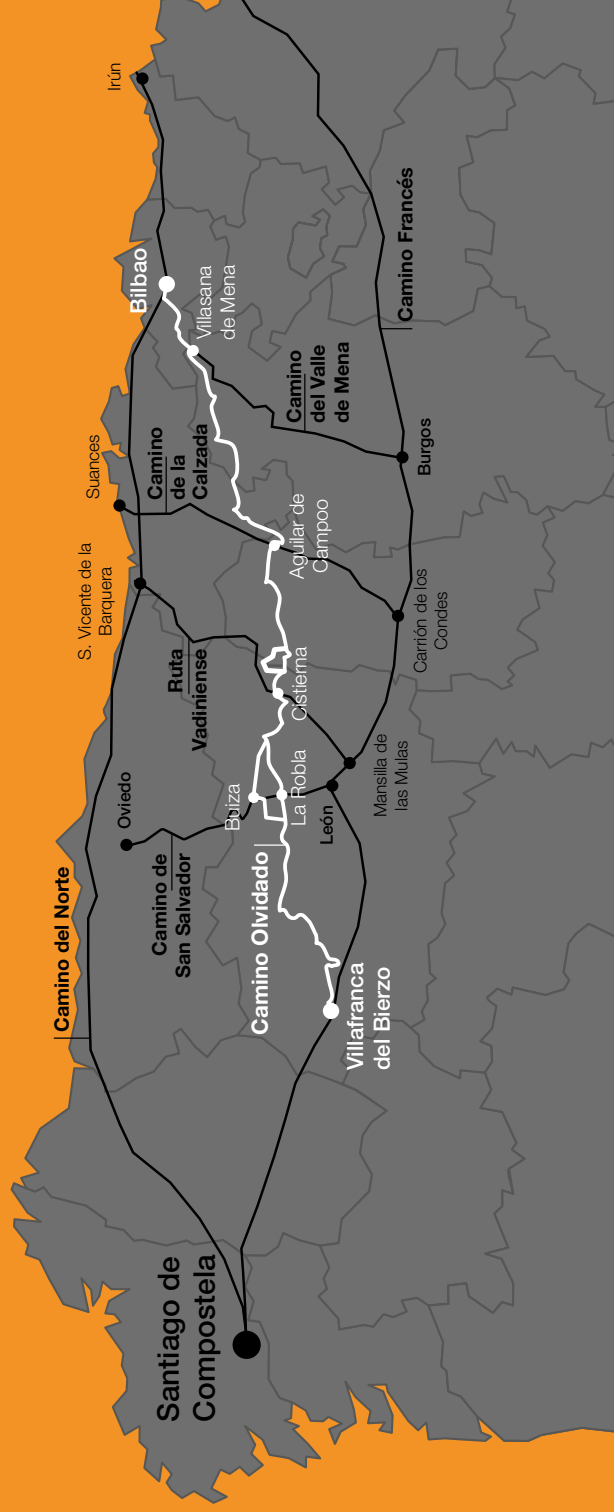 Camino del Norte
Santiago de
Compostela
Oviedo
Camino de
San Salvador
S. Vicente de la
Barquera
Suances
Irún
Bilbao
Villasana
de Mena
Camino
de la
Calzada
Ruta
Vadiniense
Buiza
Camino Olvidado
La Robla
Cistierna
Aguilar de
Campoo
Camino
del Valle
de Mena
Villafranca
del Bierzo
León
Mansilla de
las Mulas
Carrión de los
Condes
Burgos
Camino Francés